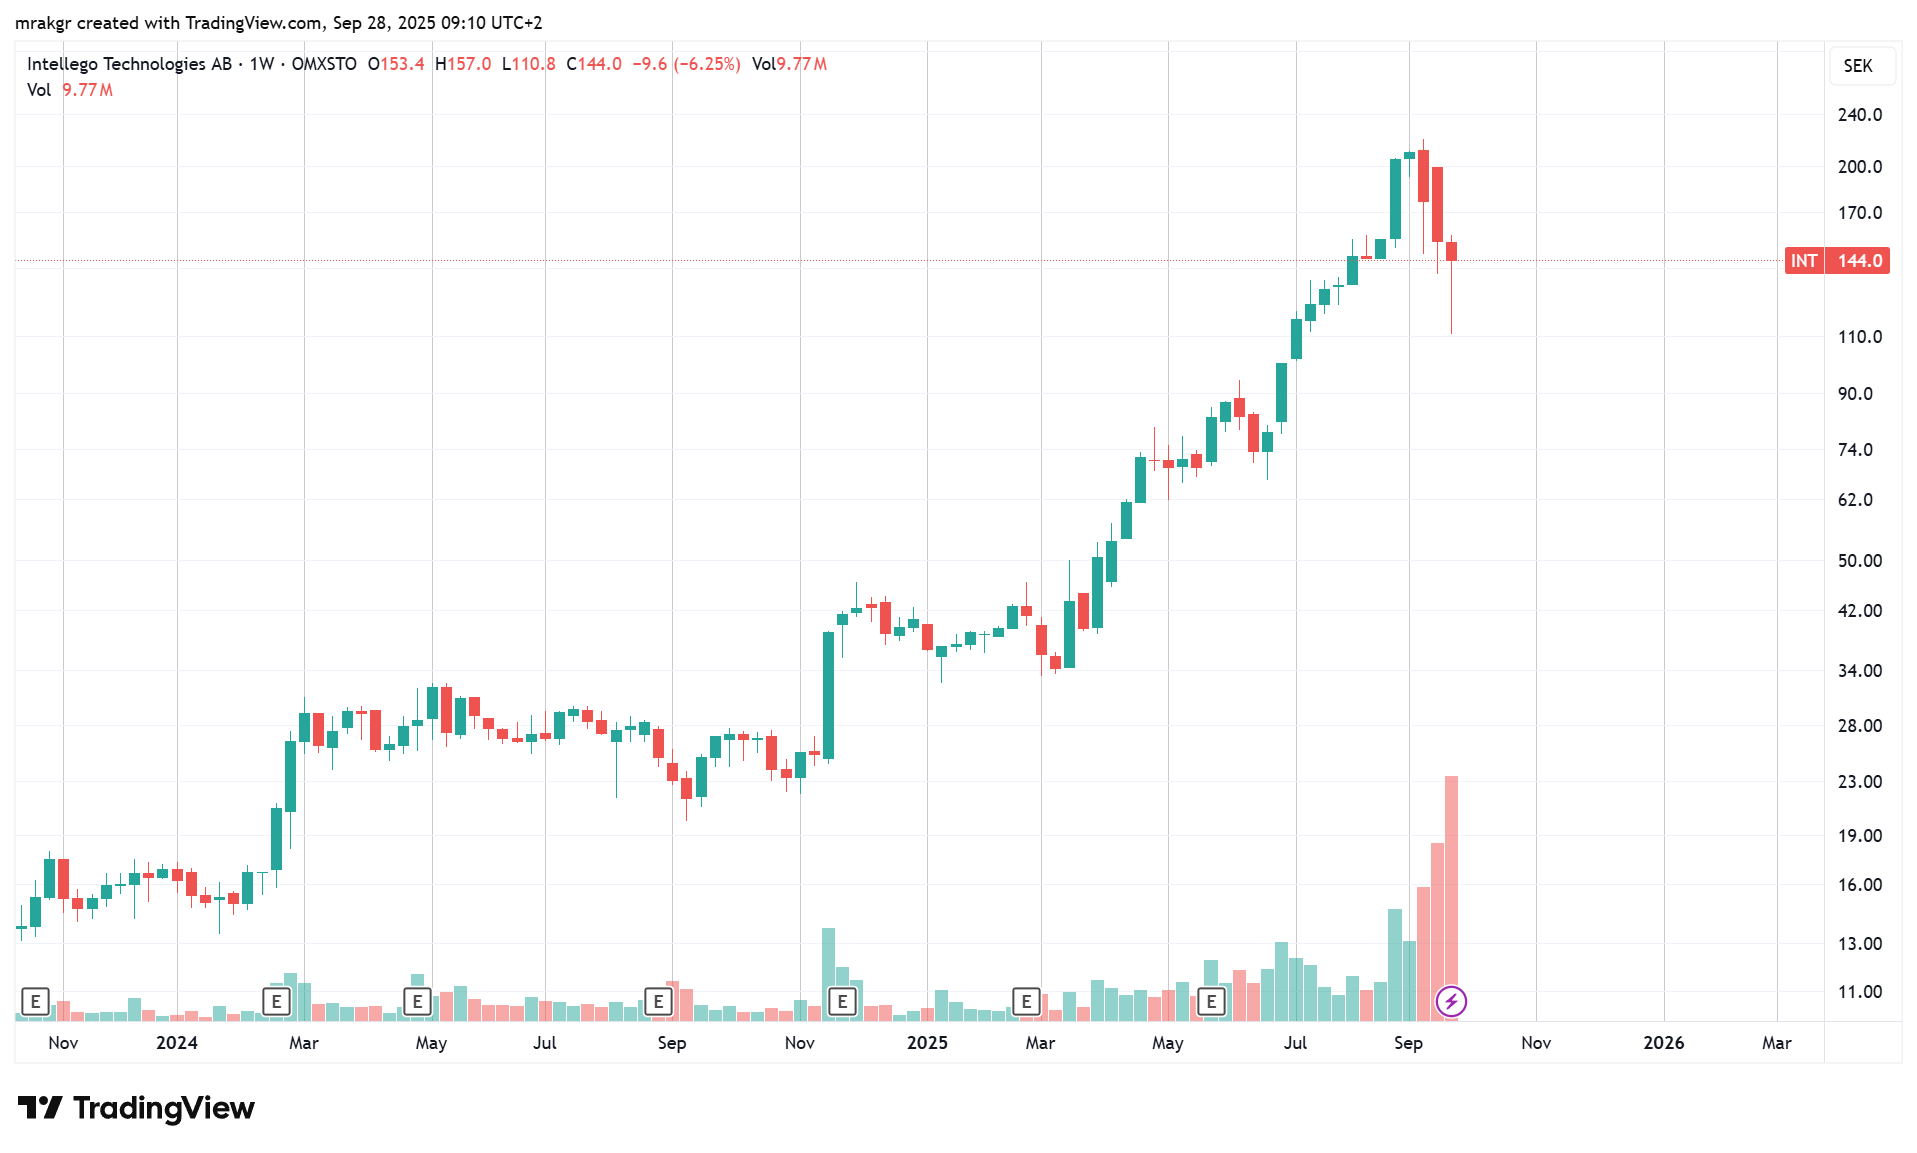 mrakgr created with TradingView.com, Sep 28, 2025 09:10 UTC+2
Intellego Technologies AB · 1W · OMXSTO O153.4 H157.0 L110.8 C144.0 −9.6 (−6.25%) Vol9.77M
Vol 9.77M
SEK
240.0
200.0
170.0
INT 144.0
110.0
90.0
74.0
62.0
50.00
42.00
34.00
28.00
23.00
19.00
16.00
13.00
11.00
E E E E E E E
Nov 2024 Mar May Jul Sep Nov 2025 Mar May Jul Sep Nov 2026 Mar
TradingView